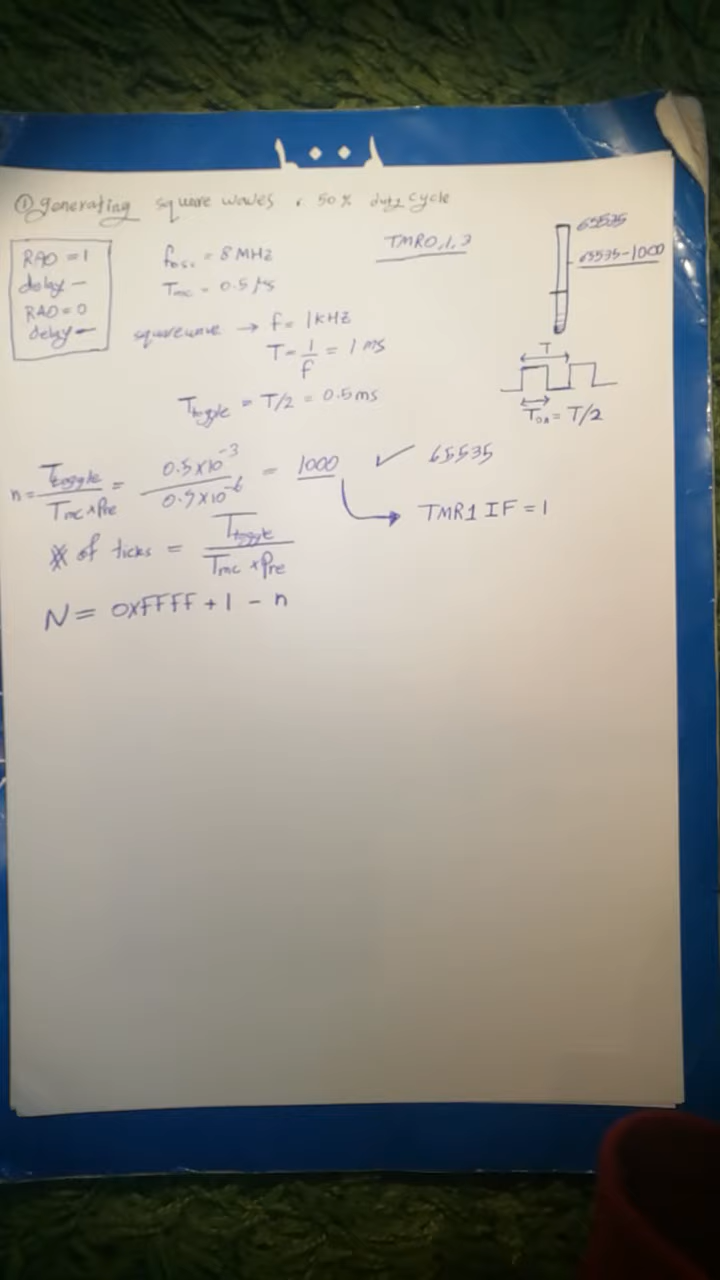 ① generating square waves, 50% duty cycle
RA0 = 1
delay —
RA0 = 0
delay —
fosc. = 8 MHz
Tmc = 0.5 µs
TMR0,1,3
65535
65535-1000
squarewave → f = 1 kHz
T = 1/f = 1 ms
Ttoggle = T/2 = 0.5 ms
T
Ton = T/2
n = Ttoggle / Tmc × Pre = 0.5×10⁻³ / 0.5×10⁻⁶ = 1000 ✓ 65535
TMR1 IF = 1
# of ticks = Ttoggle / Tmc × Pre
N = 0xFFFF + 1 - n